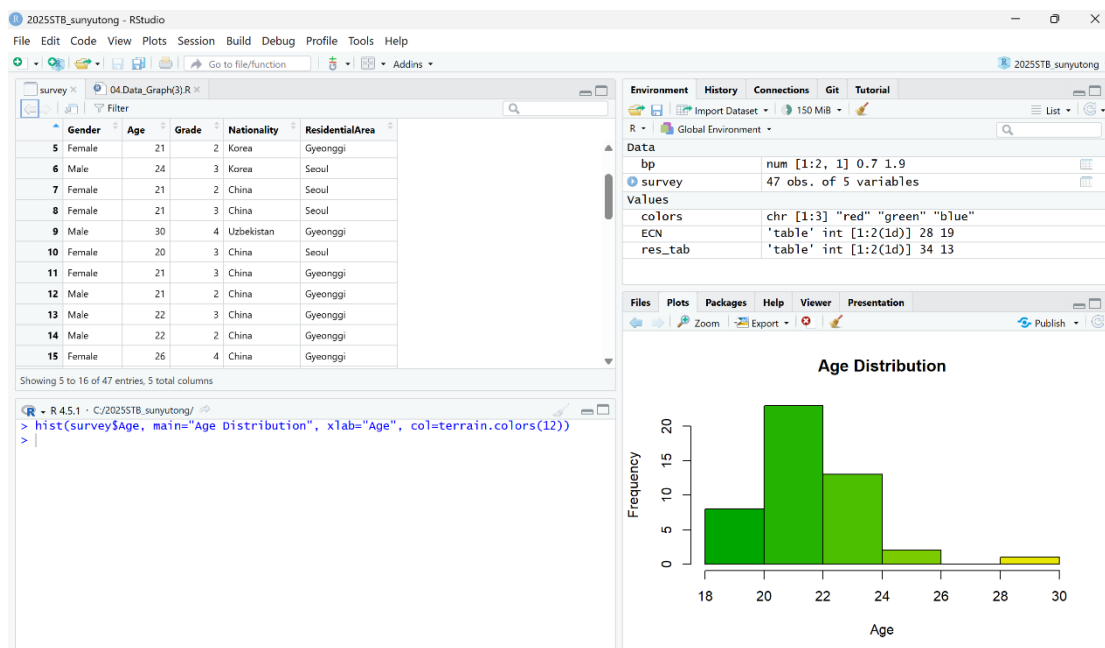 2025STB_sunyutong - RStudio
File Edit Code View Plots Session Build Debug Profile Tools Help
Go to file/function Addins 2025STB_sunyutong
survey 04.Data_Graph(3).R
Filter
Gender Age Grade Nationality ResidentialArea
5 Female 21 2 Korea Gyeonggi
6 Male 24 3 Korea Seoul
7 Female 21 2 China Seoul
8 Female 21 3 China Seoul
9 Male 30 4 Uzbekistan Gyeonggi
10 Female 20 3 China Seoul
11 Female 21 3 China Gyeonggi
12 Male 21 2 China Gyeonggi
13 Male 22 3 China Gyeonggi
14 Male 22 2 China Gyeonggi
15 Female 26 4 China Gyeonggi
Showing 5 to 16 of 47 entries, 5 total columns
R 4.5.1 · C:/2025STB_sunyutong/
> hist(survey$Age, main="Age Distribution", xlab="Age", col=terrain.colors(12))
>
Environment History Connections Git Tutorial
Import Dataset 150 MiB List
R Global Environment
Data
bp num [1:2, 1] 0.7 1.9
survey 47 obs. of 5 variables
Values
colors chr [1:3] "red" "green" "blue"
ECN 'table' int [1:2(1d)] 28 19
res_tab 'table' int [1:2(1d)] 34 13
Files Plots Packages Help Viewer Presentation
Zoom Export Publish
Age Distribution
Frequency
20
15
10
5
0
18 20 22 24 26 28 30
Age